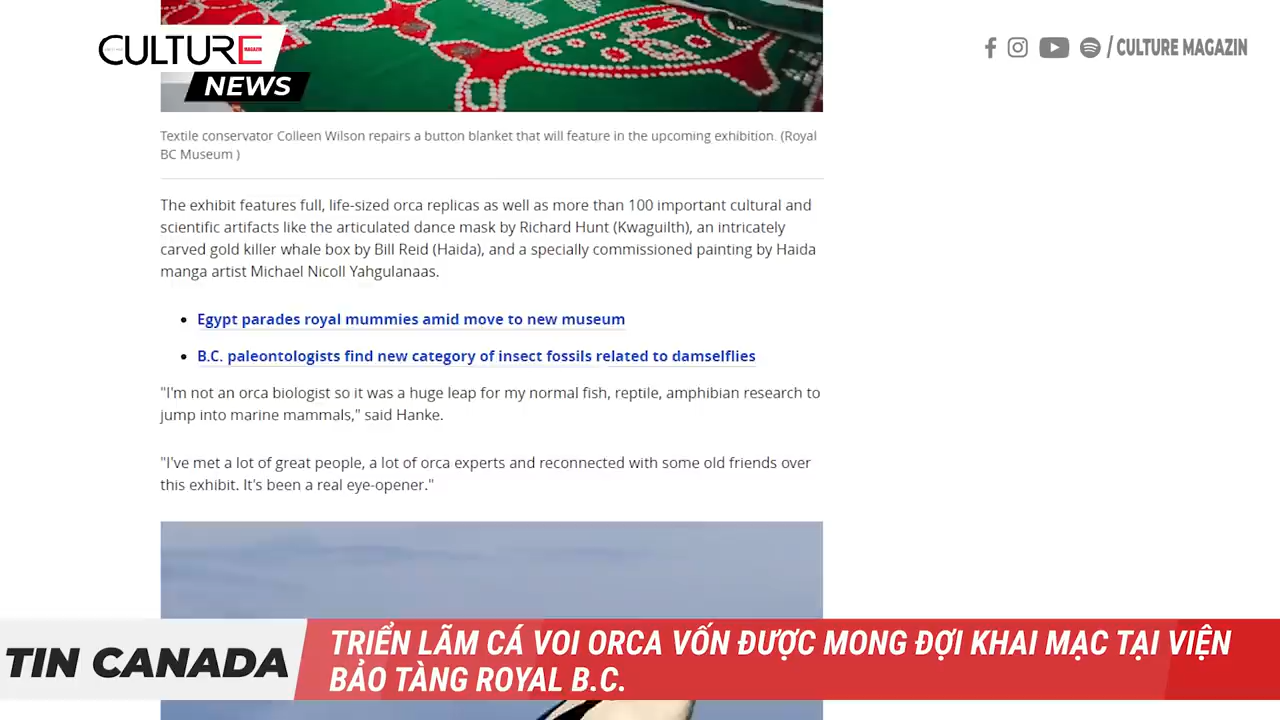 CULTURE MAGAZIN
NEWS
/ CULTURE MAGAZIN
Textile conservator Colleen Wilson repairs a button blanket that will feature in the upcoming exhibition. (Royal
BC Museum )
The exhibit features full, life-sized orca replicas as well as more than 100 important cultural and
scientific artifacts like the articulated dance mask by Richard Hunt (Kwaguilth), an intricately
carved gold killer whale box by Bill Reid (Haida), and a specially commissioned painting by Haida
manga artist Michael Nicoll Yahgulanaas.
• Egypt parades royal mummies amid move to new museum
• B.C. paleontologists find new category of insect fossils related to damselflies
"I'm not an orca biologist so it was a huge leap for my normal fish, reptile, amphibian research to
jump into marine mammals," said Hanke.
"I've met a lot of great people, a lot of orca experts and reconnected with some old friends over
this exhibit. It's been a real eye-opener."
TIN CANADA
TRIỂN LÃM CÁ VOI ORCA VỐN ĐƯỢC MONG ĐỢI KHAI MẠC TẠI VIỆN
BẢO TÀNG ROYAL B.C.